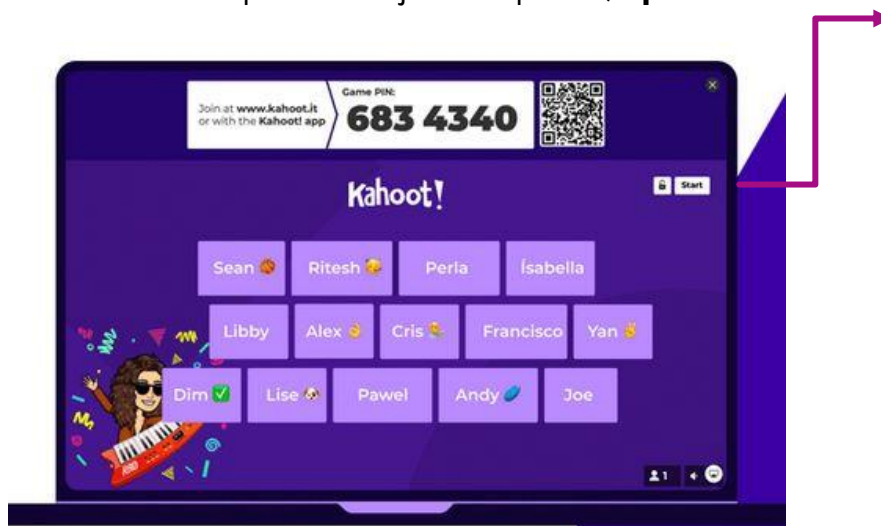 Join at www.kahoot.it
or with the Kahoot! app
Game PIN:
683 4340
Kahoot!
Start
Sean
Ritesh
Perla
Ísabella
Libby
Alex
Cris
Francisco
Yan
Dim
Lise
Pawel
Andy
Joe
1